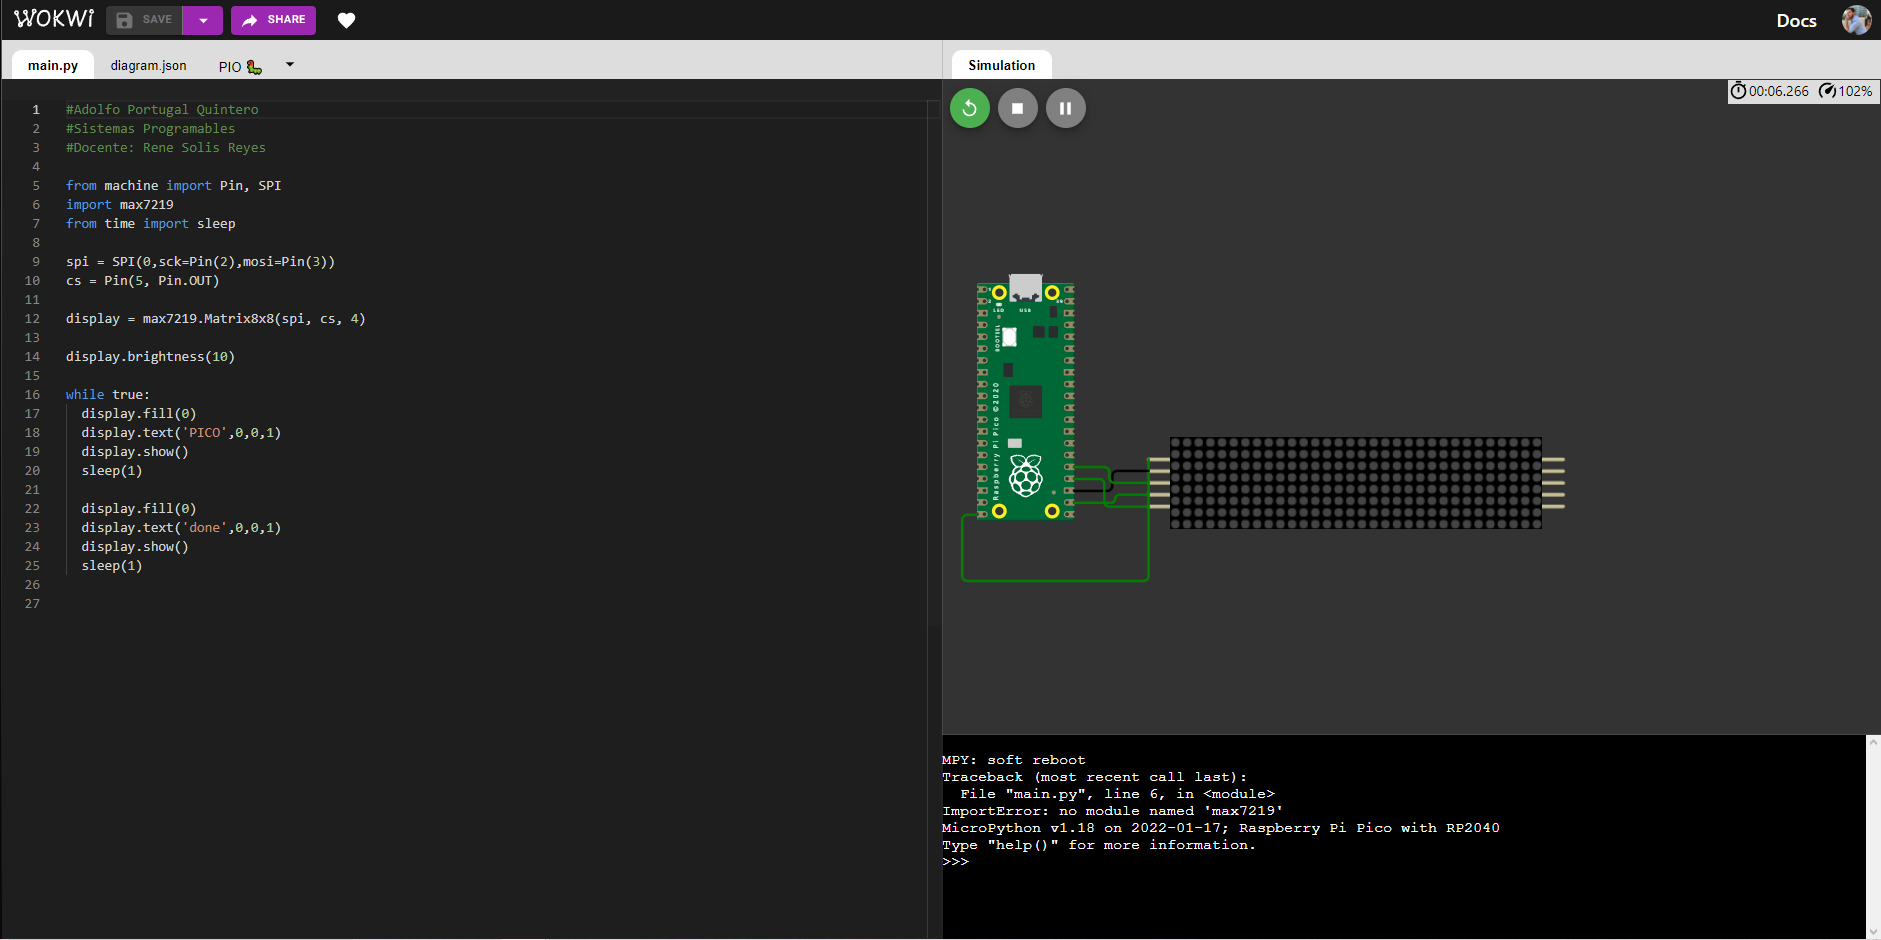 WOKWI SAVE SHARE Docs
main.py diagram.json PIO
Simulation
00:06.266 102%
1 #Adolfo Portugal Quintero
2 #Sistemas Programables
3 #Docente: Rene Solis Reyes
4
5 from machine import Pin, SPI
6 import max7219
7 from time import sleep
8
9 spi = SPI(0,sck=Pin(2),mosi=Pin(3))
10 cs = Pin(5, Pin.OUT)
11
12 display = max7219.Matrix8x8(spi, cs, 4)
13
14 display.brightness(10)
15
16 while true:
17 display.fill(0)
18 display.text('PICO',0,0,1)
19 display.show()
20 sleep(1)
21
22 display.fill(0)
23 display.text('done',0,0,1)
24 display.show()
25 sleep(1)
26
27
LED USB
BOOTSEL
Raspberry Pi Pico ©2020
MPY: soft reboot
Traceback (most recent call last):
File "main.py", line 6, in <module>
ImportError: no module named 'max7219'
MicroPython v1.18 on 2022-01-17; Raspberry Pi Pico with RP2040
Type "help()" for more information.
>>>